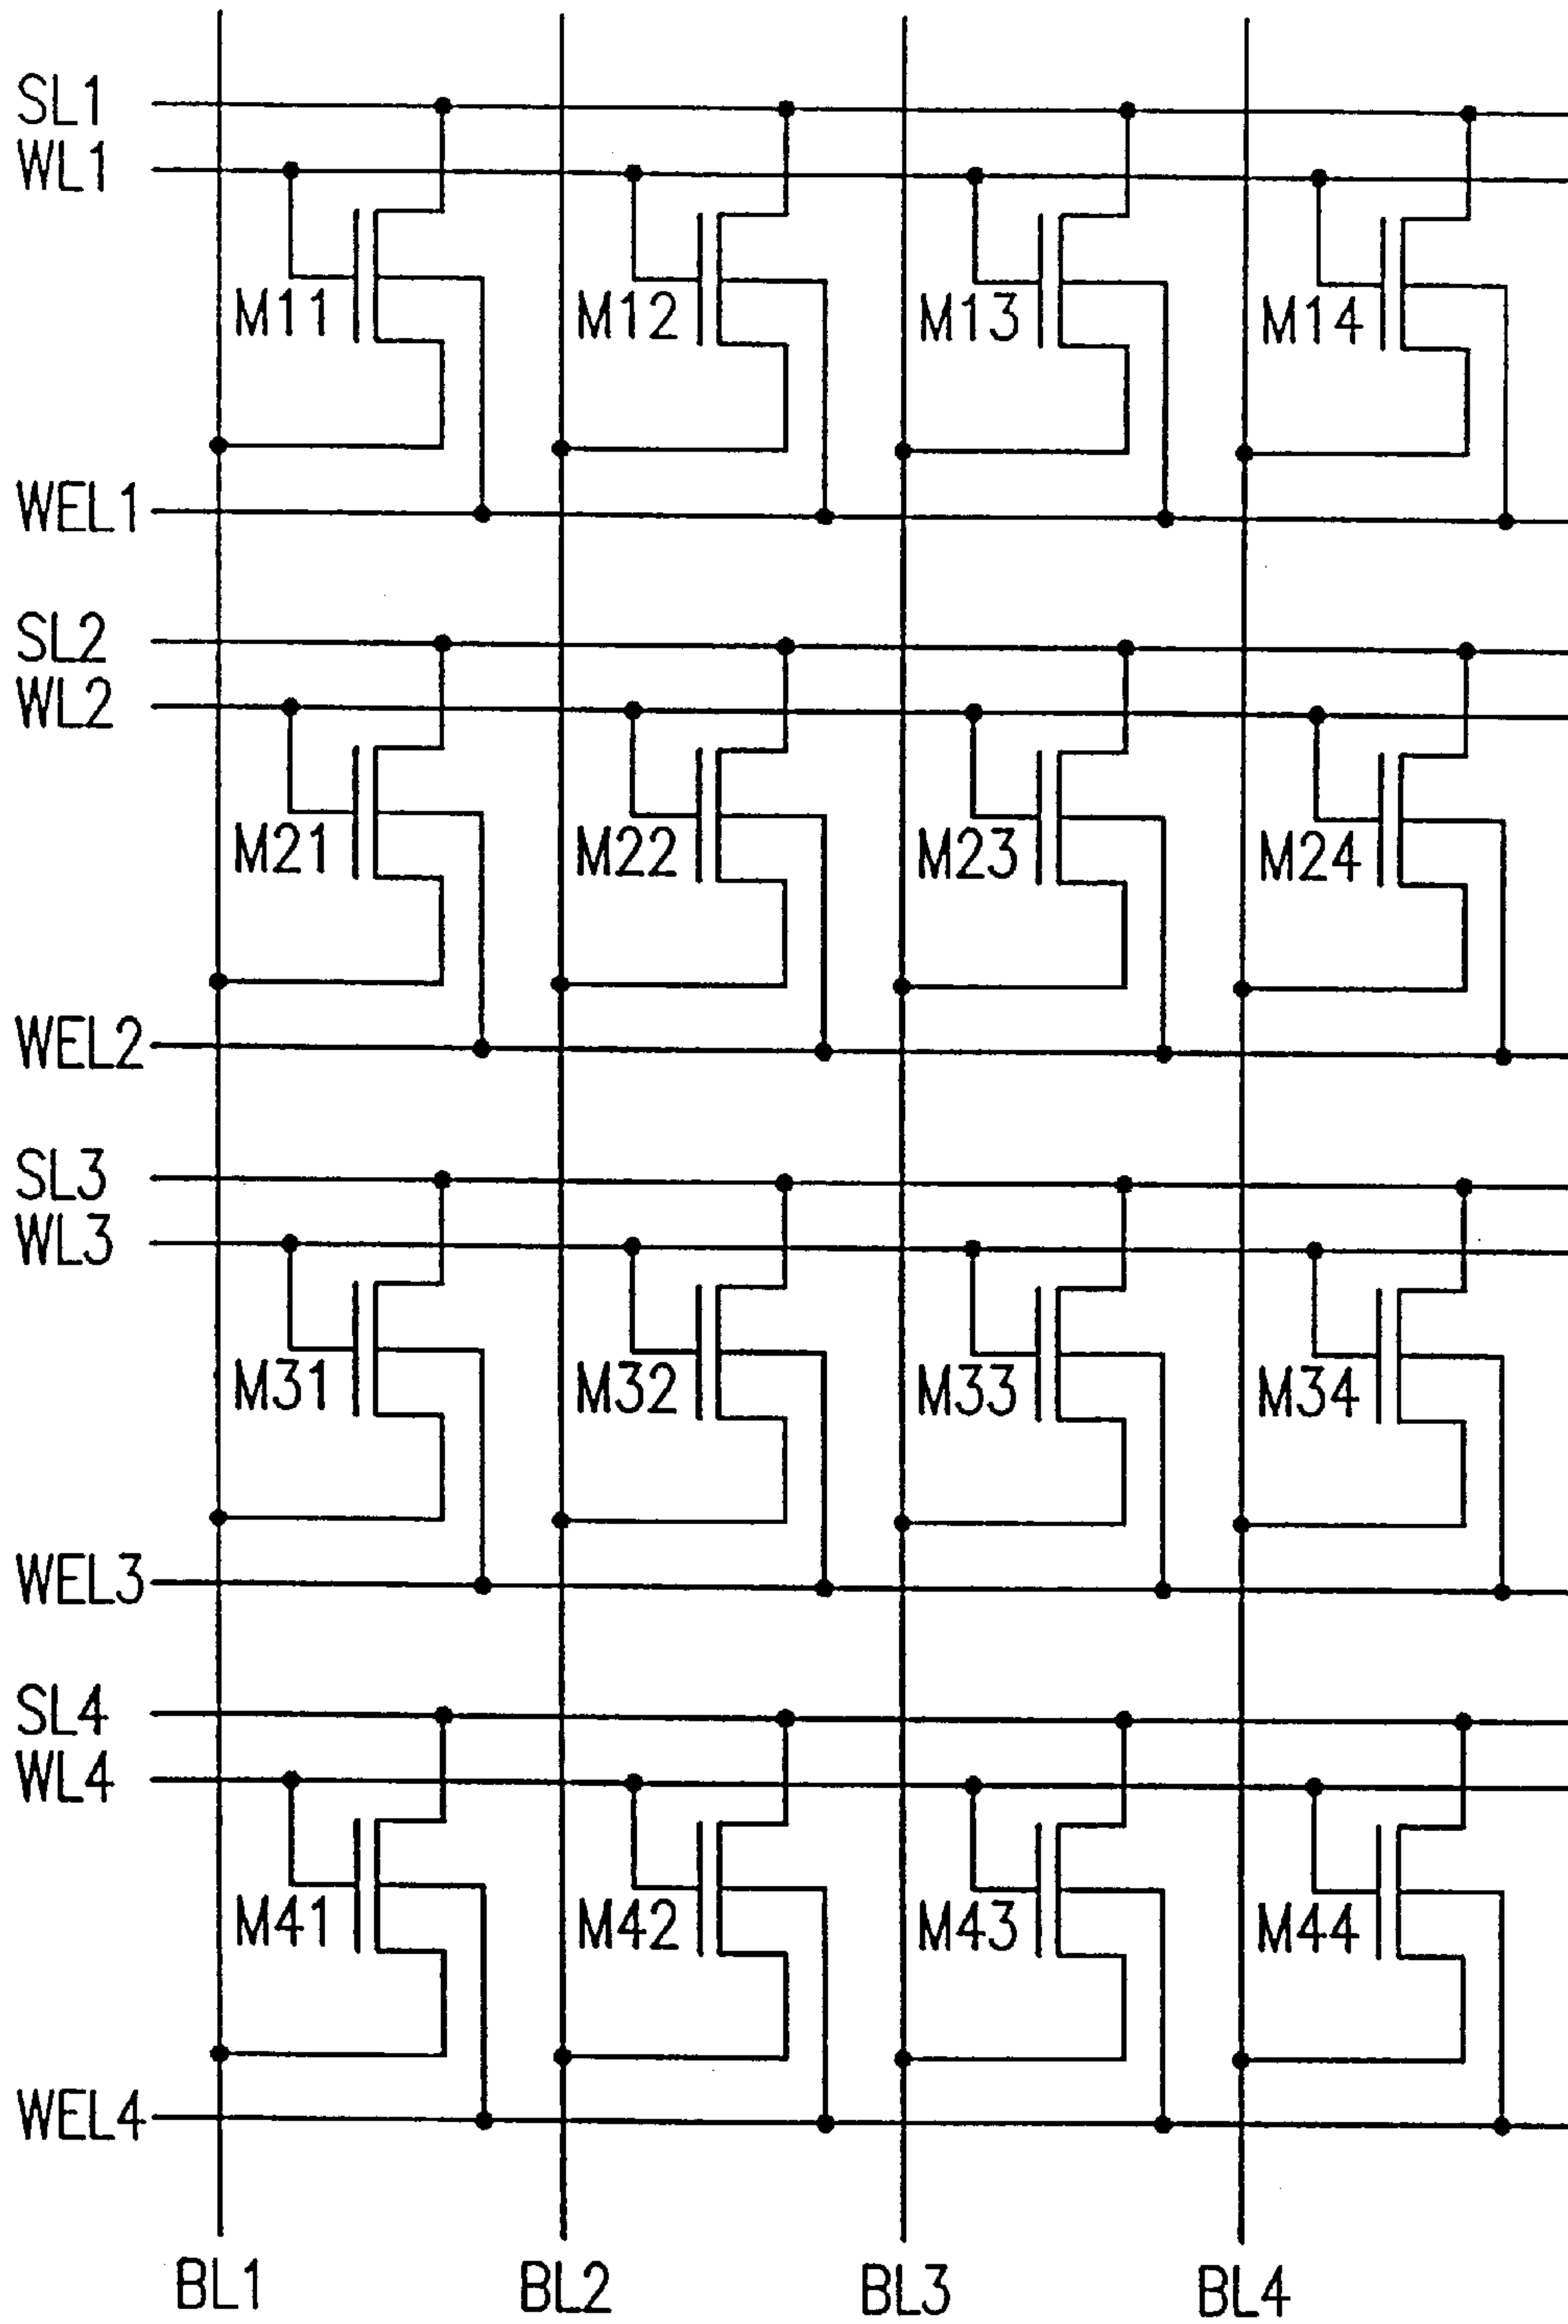 SL1
WL1
M11 M12 M13 M14
WEL1
SL2
WL2
M21 M22 M23 M24
WEL2
SL3
WL3
M31 M32 M33 M34
WEL3
SL4
WL4
M41 M42 M43 M44
WEL4
BL1 BL2 BL3 BL4